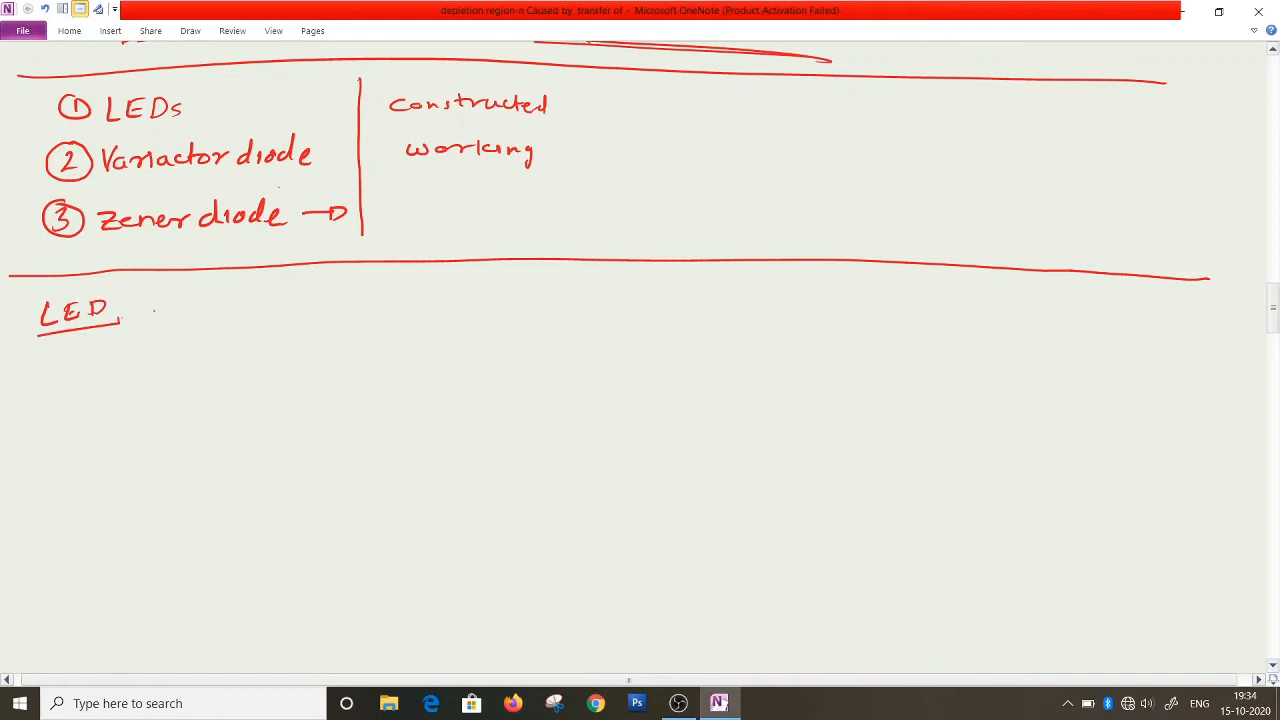 depletion region-n Caused by transfer of - Microsoft OneNote (Product Activation Failed)
File Home Insert Share Draw Review View Pages
① LEDs
② Variactor diode
③ Zener diode →
Constructed
working
LED
Type here to search
ENG
19:34
15-10-2020